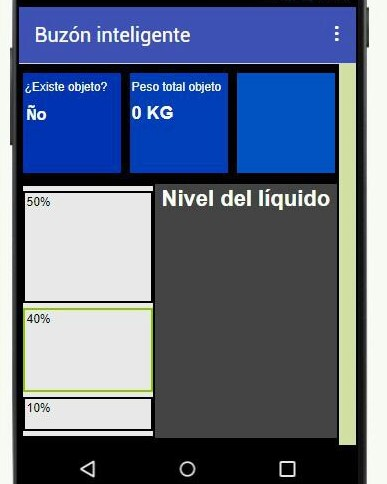 Buzón inteligente
¿Existe objeto?
Ño
Peso total objeto
0 KG
50%
Nivel del líquido
40%
10%